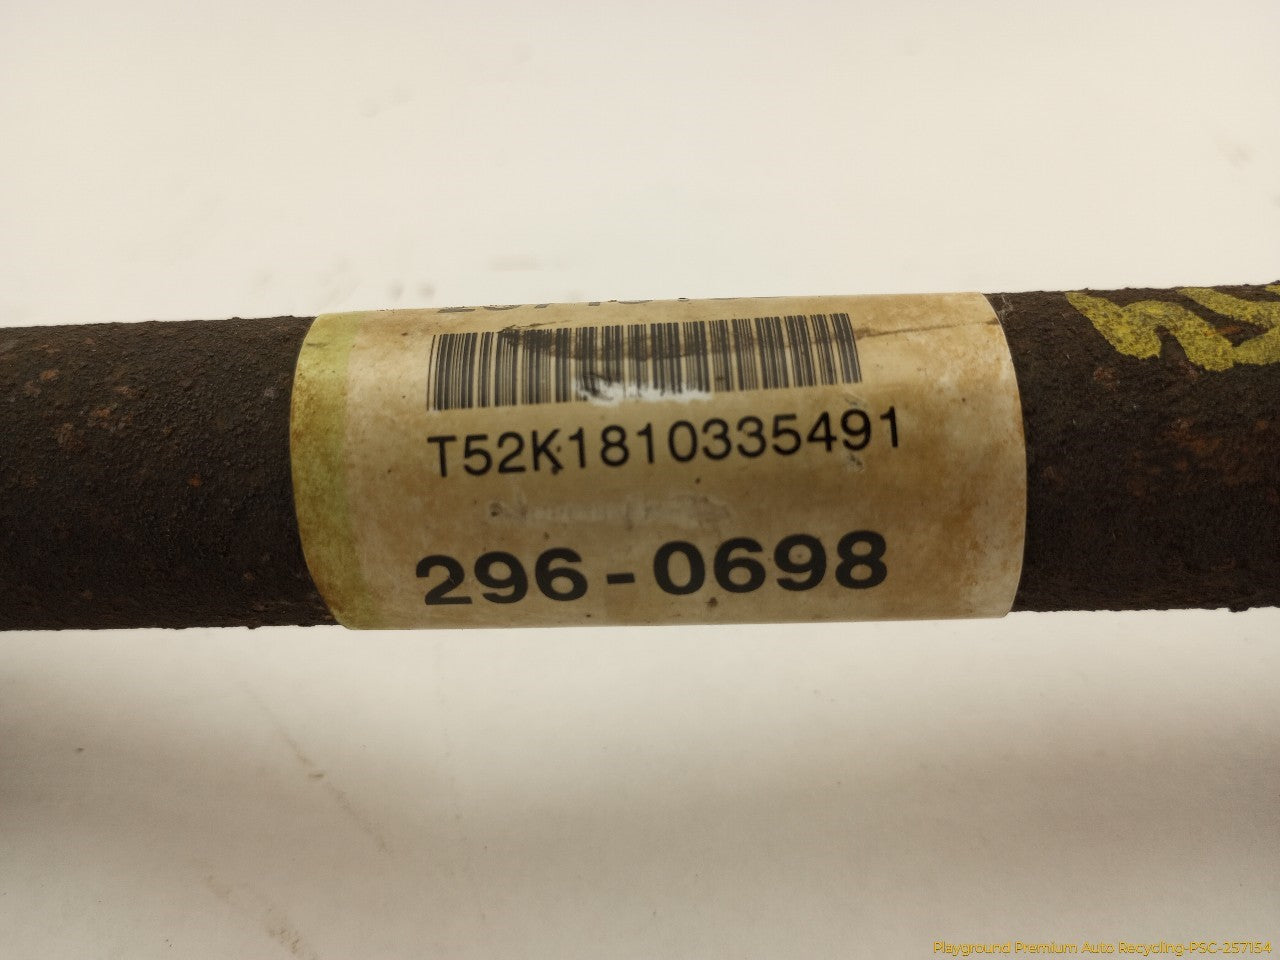 T52K1810335491
296-0698
Playground Premium Auto Recycling-PSC-257154